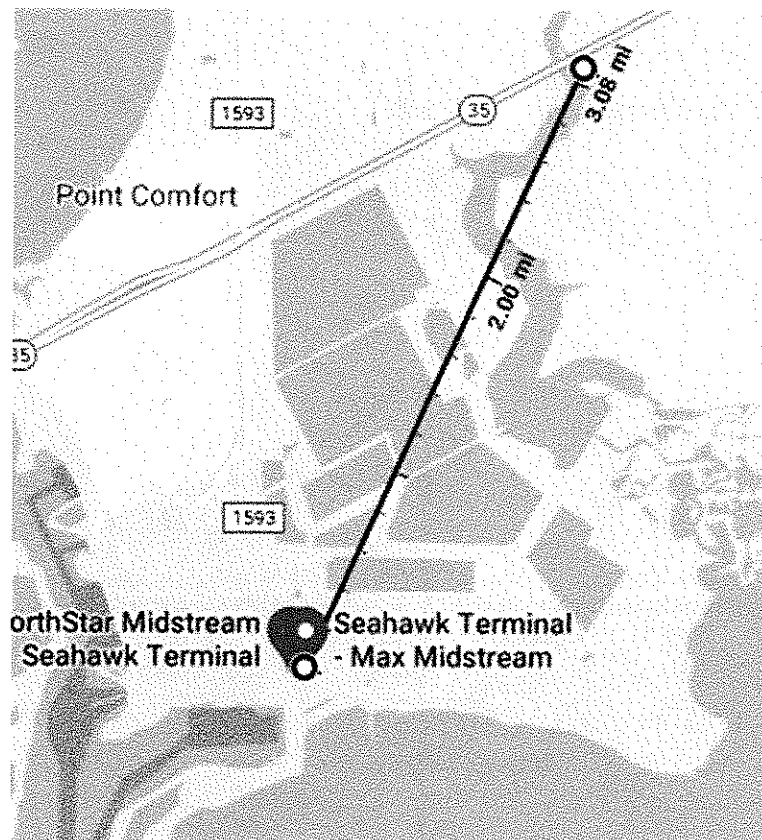 3.08 mi
1593
35
Point Comfort
2.00 mi
35
1593
orthStar Midstream
Seahawk Terminal
Seahawk Terminal
- Max Midstream